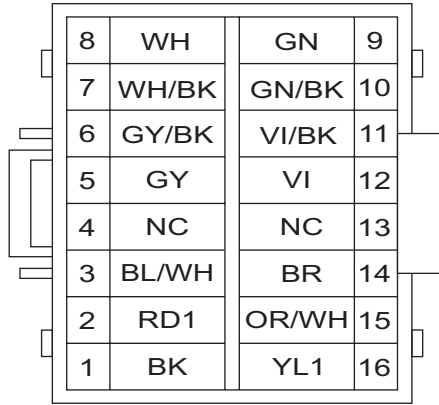 8 WH GN 9
7 WH/BK GN/BK 10
6 GY/BK VI/BK 11
5 GY VI 12
4 NC NC 13
3 BL/WH BR 14
2 RD1 OR/WH 15
1 BK YL1 16